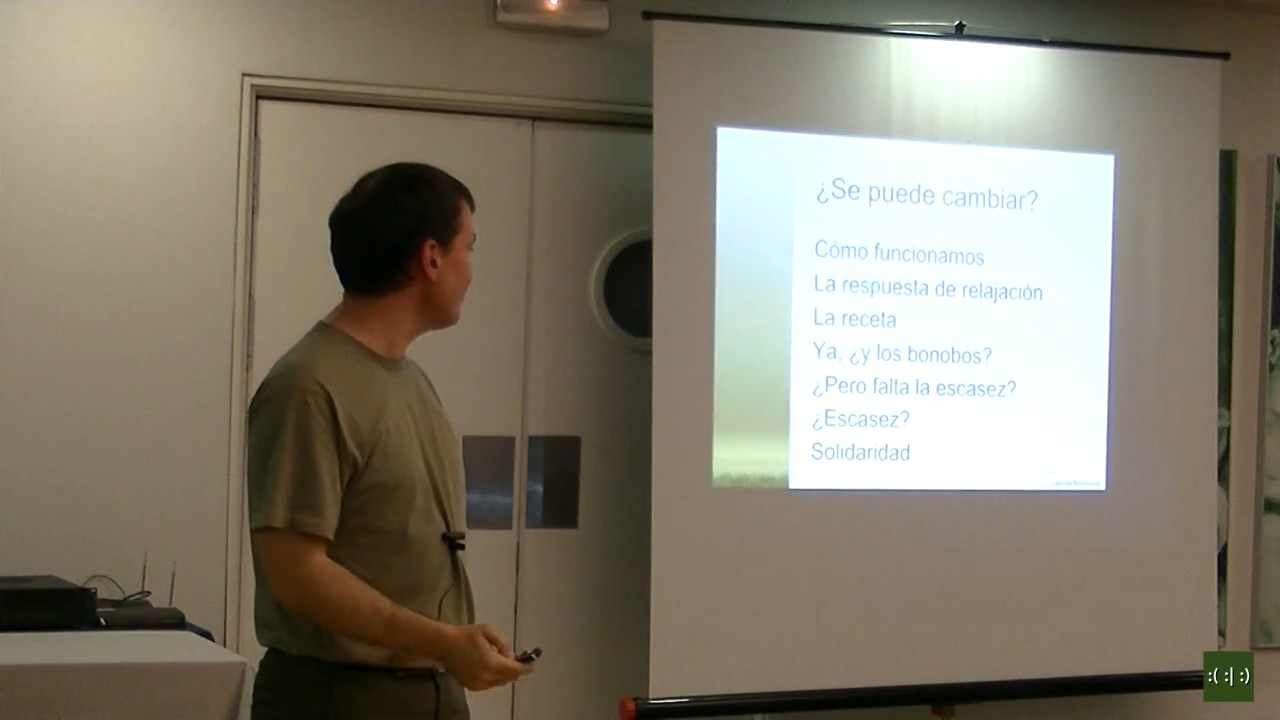 ¿Se puede cambiar?
Cómo funcionamos
La respuesta de relajación
La receta
Ya, ¿y los bonobos?
¿Pero falta la escasez?
¿Escasez?
Solidaridad
:( :| :)